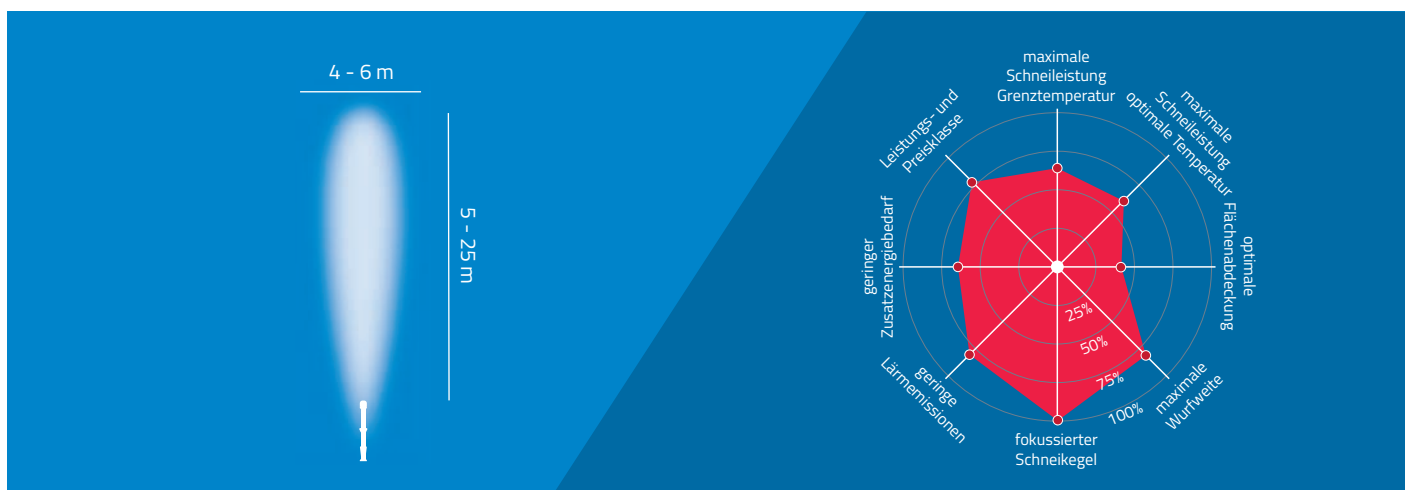 4 - 6 m
5 - 25 m
maximale
Schneileistung
Grenztemperatur
maximale
Schneileistung
optimale Temperatur
optimale
Flächenabdeckung
maximale
Wurfweite
fokussierter
Schneikegel
geringe
Lärmemissionen
geringer
Zusatzenergiebedarf
Leistungs- und
Preisklasse
25%
50%
75%
100%